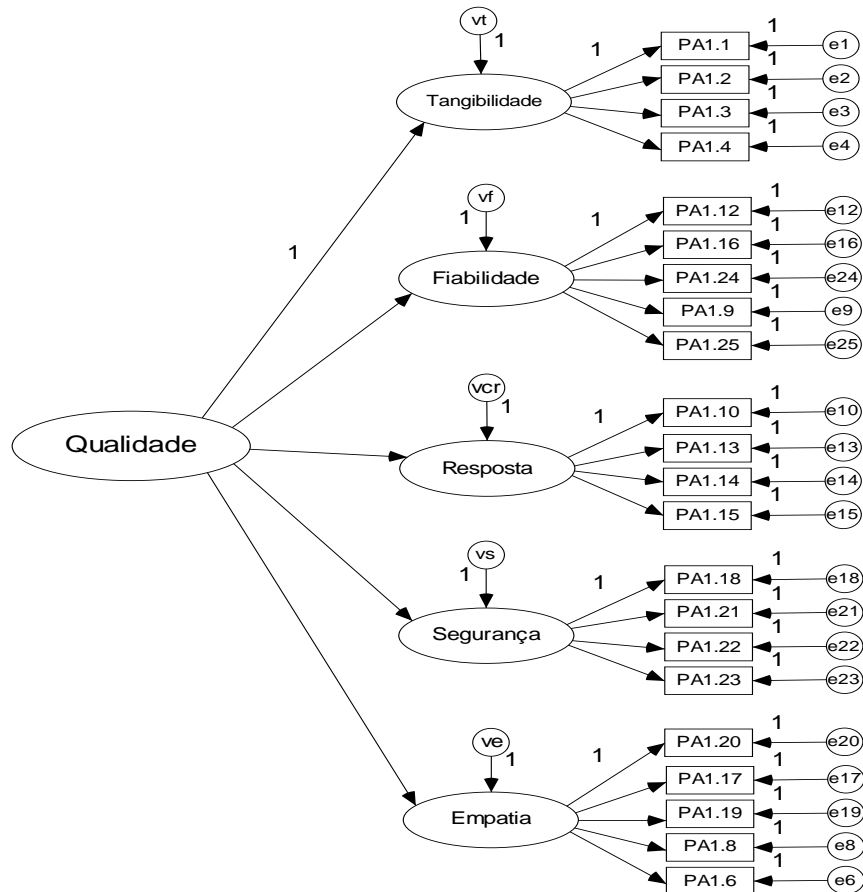 vt
1
Tangibilidade
1
PA1.1
1
e1
PA1.2
1
e2
PA1.3
1
e3
PA1.4
1
e4
1
vf
1
Fiabilidade
1
PA1.12
1
e12
PA1.16
1
e16
PA1.24
1
e24
PA1.9
1
e9
PA1.25
1
e25
Qualidade
vcr
1
Resposta
1
PA1.10
1
e10
PA1.13
1
e13
PA1.14
1
e14
PA1.15
1
e15
vs
1
Segurança
1
PA1.18
1
e18
PA1.21
1
e21
PA1.22
1
e22
PA1.23
1
e23
ve
1
Empatia
1
PA1.20
1
e20
PA1.17
1
e17
PA1.19
1
e19
PA1.8
1
e8
PA1.6
1
e6